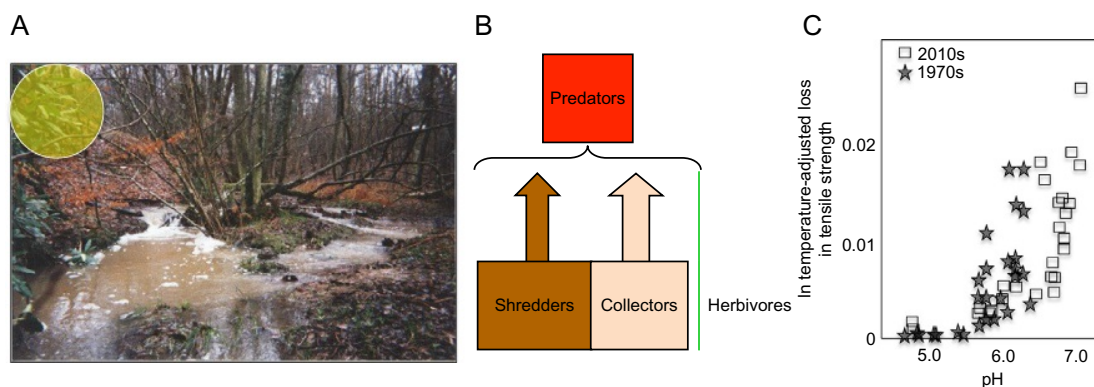 A
B
Predators
Shredders
Collectors
Herbivores
C
2010s
1970s
ln temperature-adjusted loss
in tensile strength
0.02
0.01
0
5.0
6.0
7.0
pH